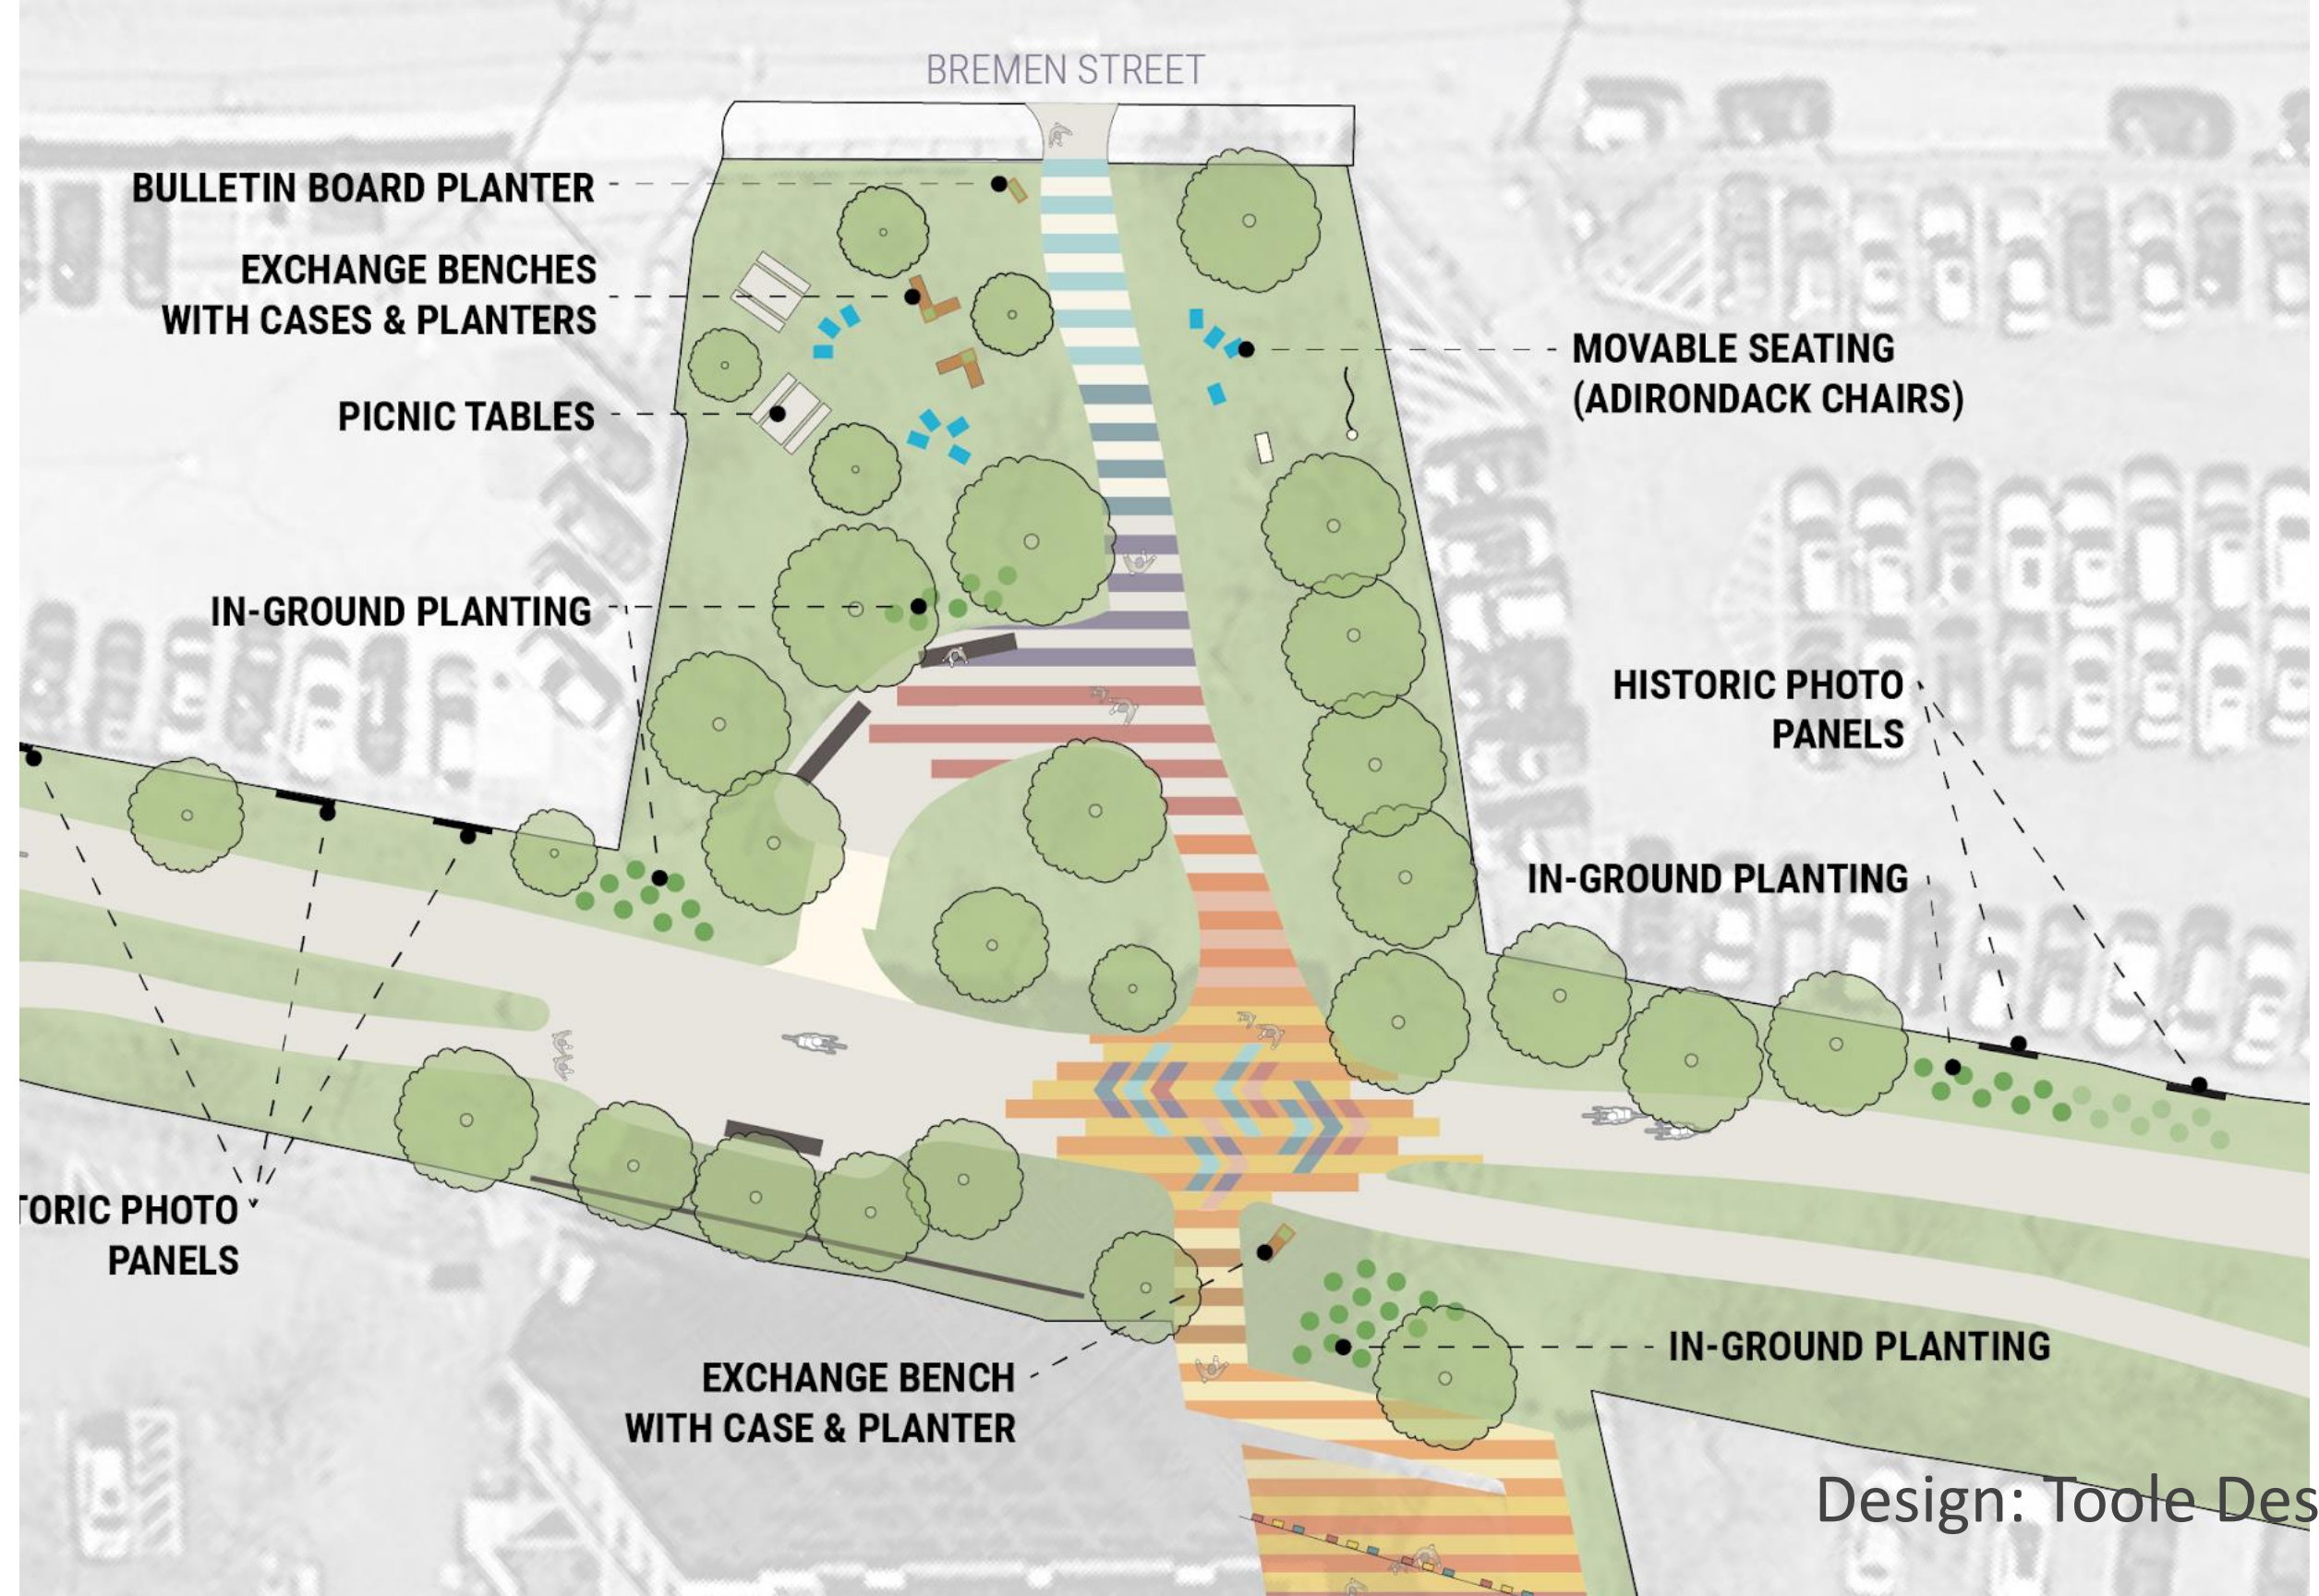 BREMEN STREET
BULLETIN BOARD PLANTER
EXCHANGE BENCHES
WITH CASES & PLANTERS
PICNIC TABLES
MOVABLE SEATING
(ADIRONDACK CHAIRS)
IN-GROUND PLANTING
HISTORIC PHOTO
PANELS
IN-GROUND PLANTING
TORIC PHOTO
PANELS
EXCHANGE BENCH
WITH CASE & PLANTER
IN-GROUND PLANTING
Design: Toole Des